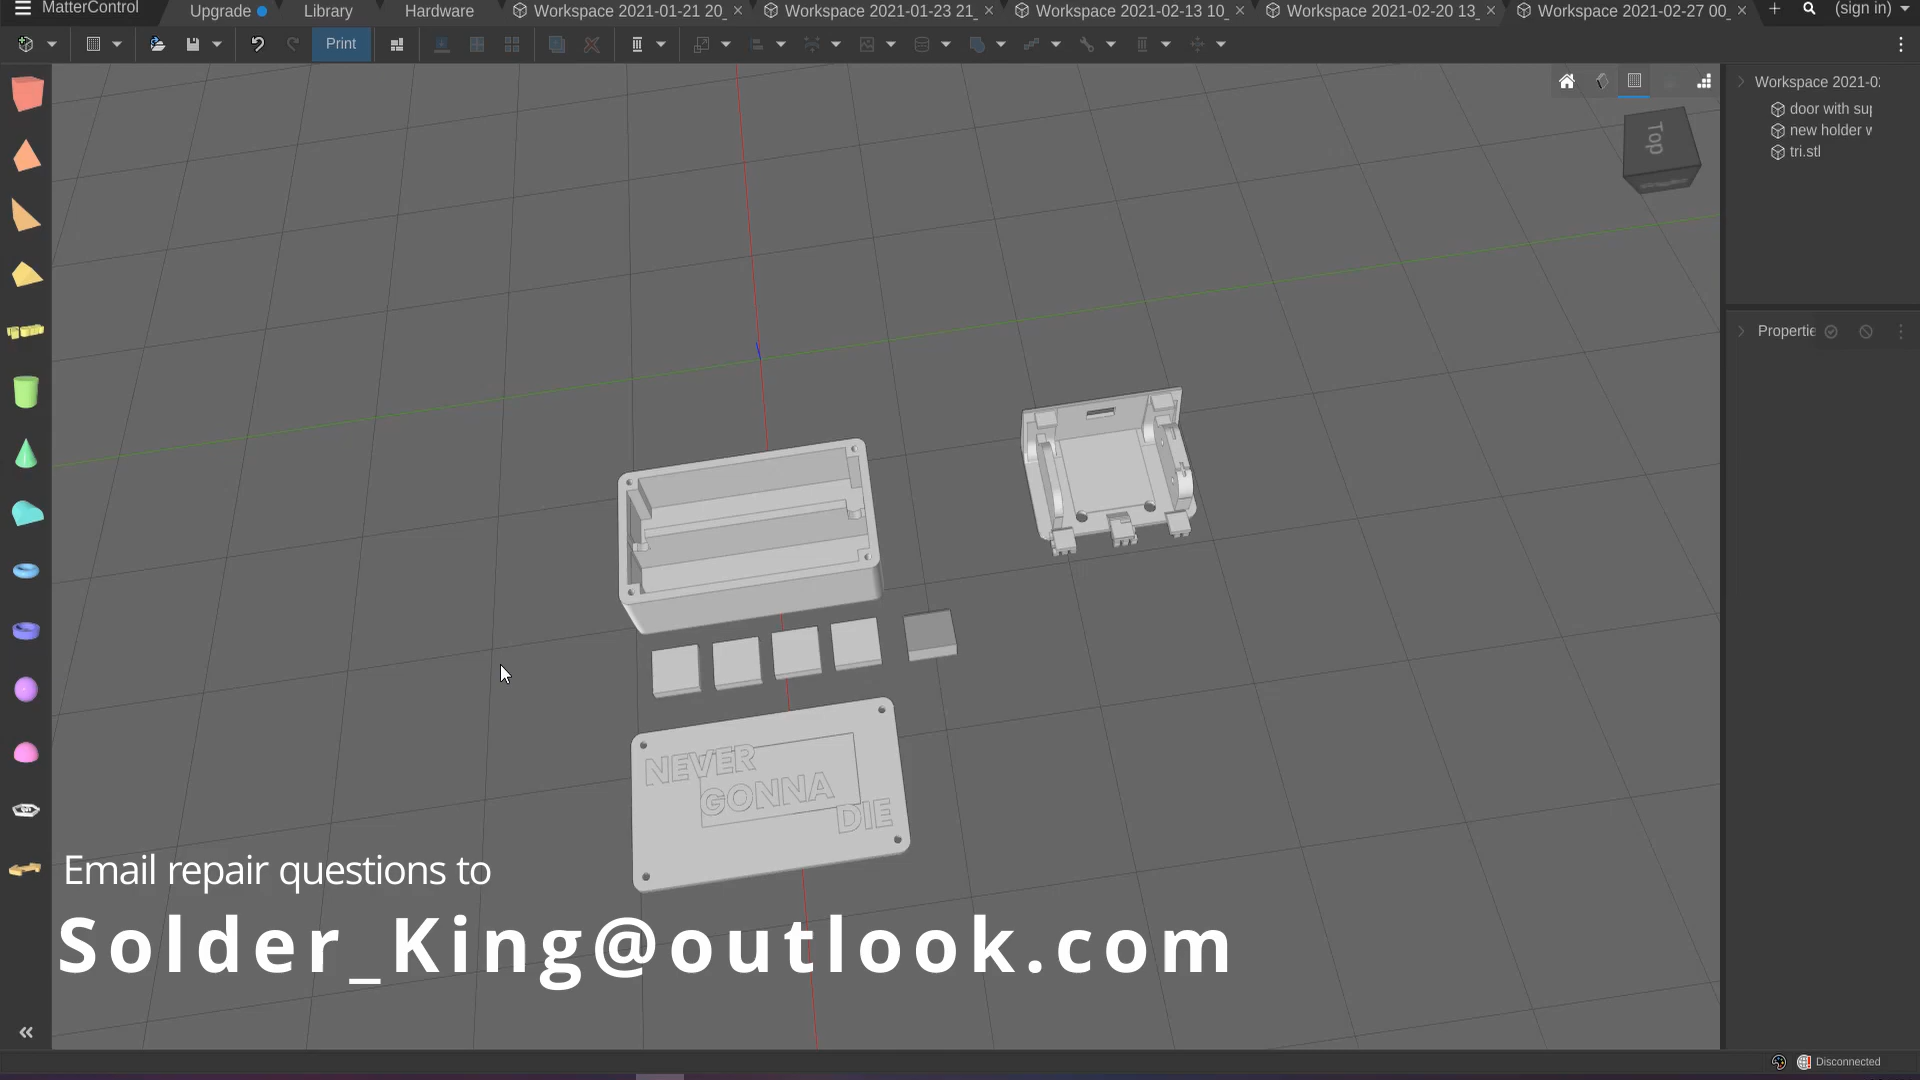 MatterControl
Upgrade
Library
Hardware
Workspace 2021-01-21 20_
Workspace 2021-01-23 21_
Workspace 2021-02-13 10_
Workspace 2021-02-20 13_
Workspace 2021-02-27 00_
(sign in)
Print
Workspace 2021-0
door with sup
new holder w
tri.stl
Top
Propertie
NEVER
GONNA
DIE
Email repair questions to
Solder_King@outlook.com
Disconnected